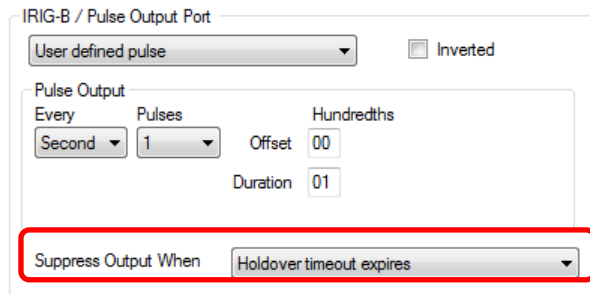 IRIG-B / Pulse Output Port
User defined pulse Inverted
Pulse Output
Every Pulses Hundredths
Second 1 Offset 00
Duration 01
Suppress Output When Holdover timeout expires